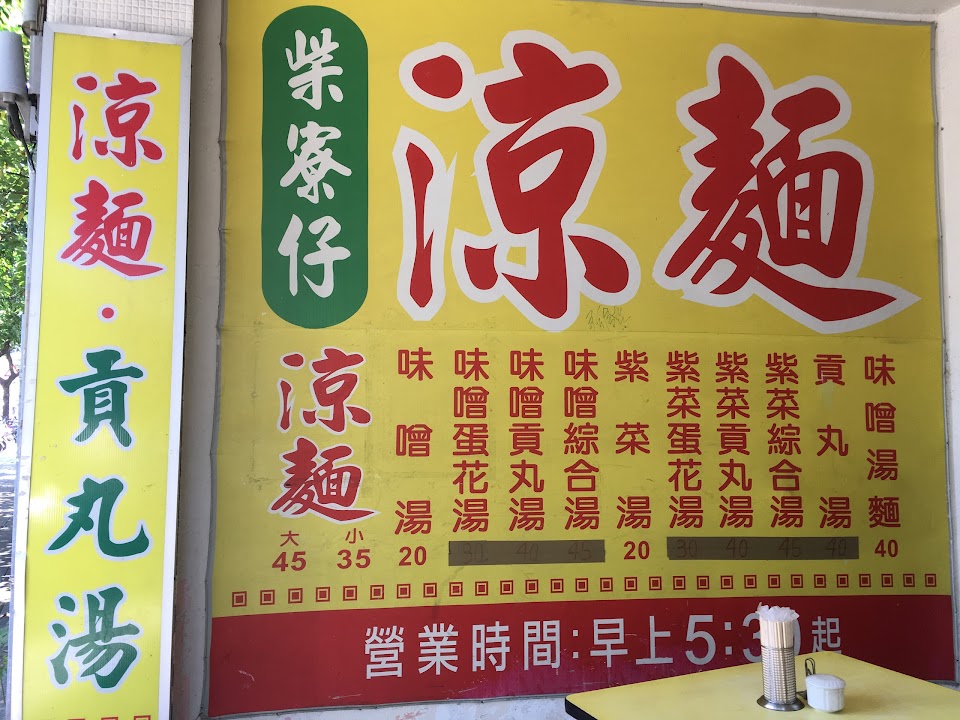 涼麵·貢丸湯
柴寮仔
涼麵
涼麵
大 小
45 35
味噌湯
20
味噌蛋花湯
30
味噌貢丸湯
40
味噌綜合湯
45
紫菜湯
20
紫菜蛋花湯
30
紫菜貢丸湯
40
紫菜綜合湯
45
貢丸湯
40
味噌湯麵
40
營業時間:早上5:30起